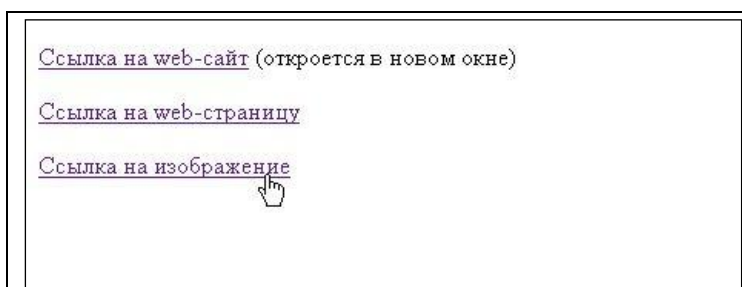 Ссылка на web-сайт (откроется в новом окне)
Ссылка на web-страницу
Ссылка на изображение